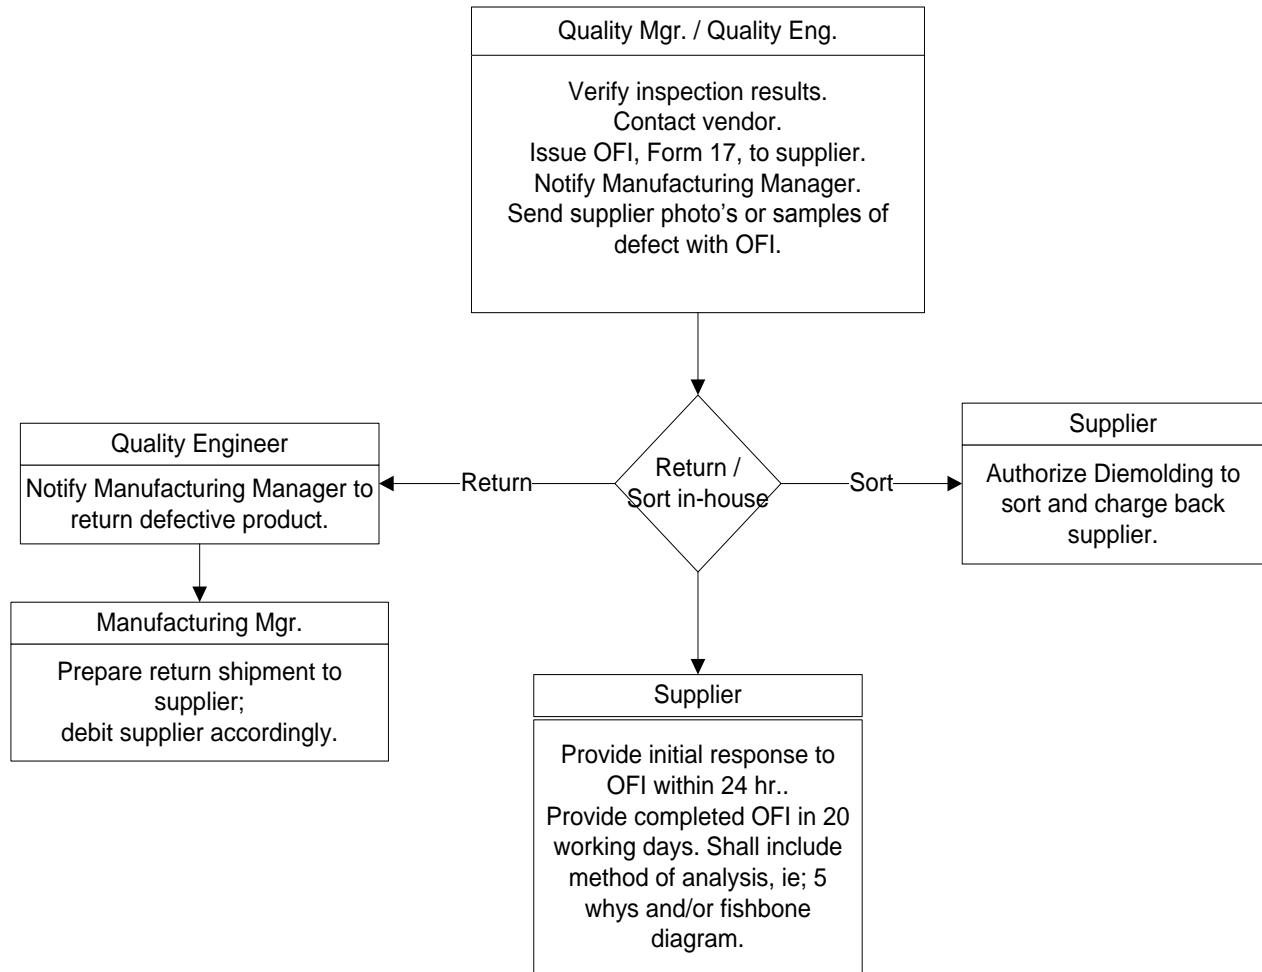 Quality Mgr. / Quality Eng.
Verify inspection results.
Contact vendor.
Issue OFI, Form 17, to supplier.
Notify Manufacturing Manager.
Send supplier photo's or samples of
defect with OFI.
Quality Engineer
Notify Manufacturing Manager to
return defective product.
Return
Return /
Sort in-house
Sort
Supplier
Authorize Diemolding to
sort and charge back
supplier.
Manufacturing Mgr.
Prepare return shipment to
supplier;
debit supplier accordingly.
Supplier
Provide initial response to
OFI within 24 hr..
Provide completed OFI in 20
working days. Shall include
method of analysis, ie; 5
whys and/or fishbone
diagram.